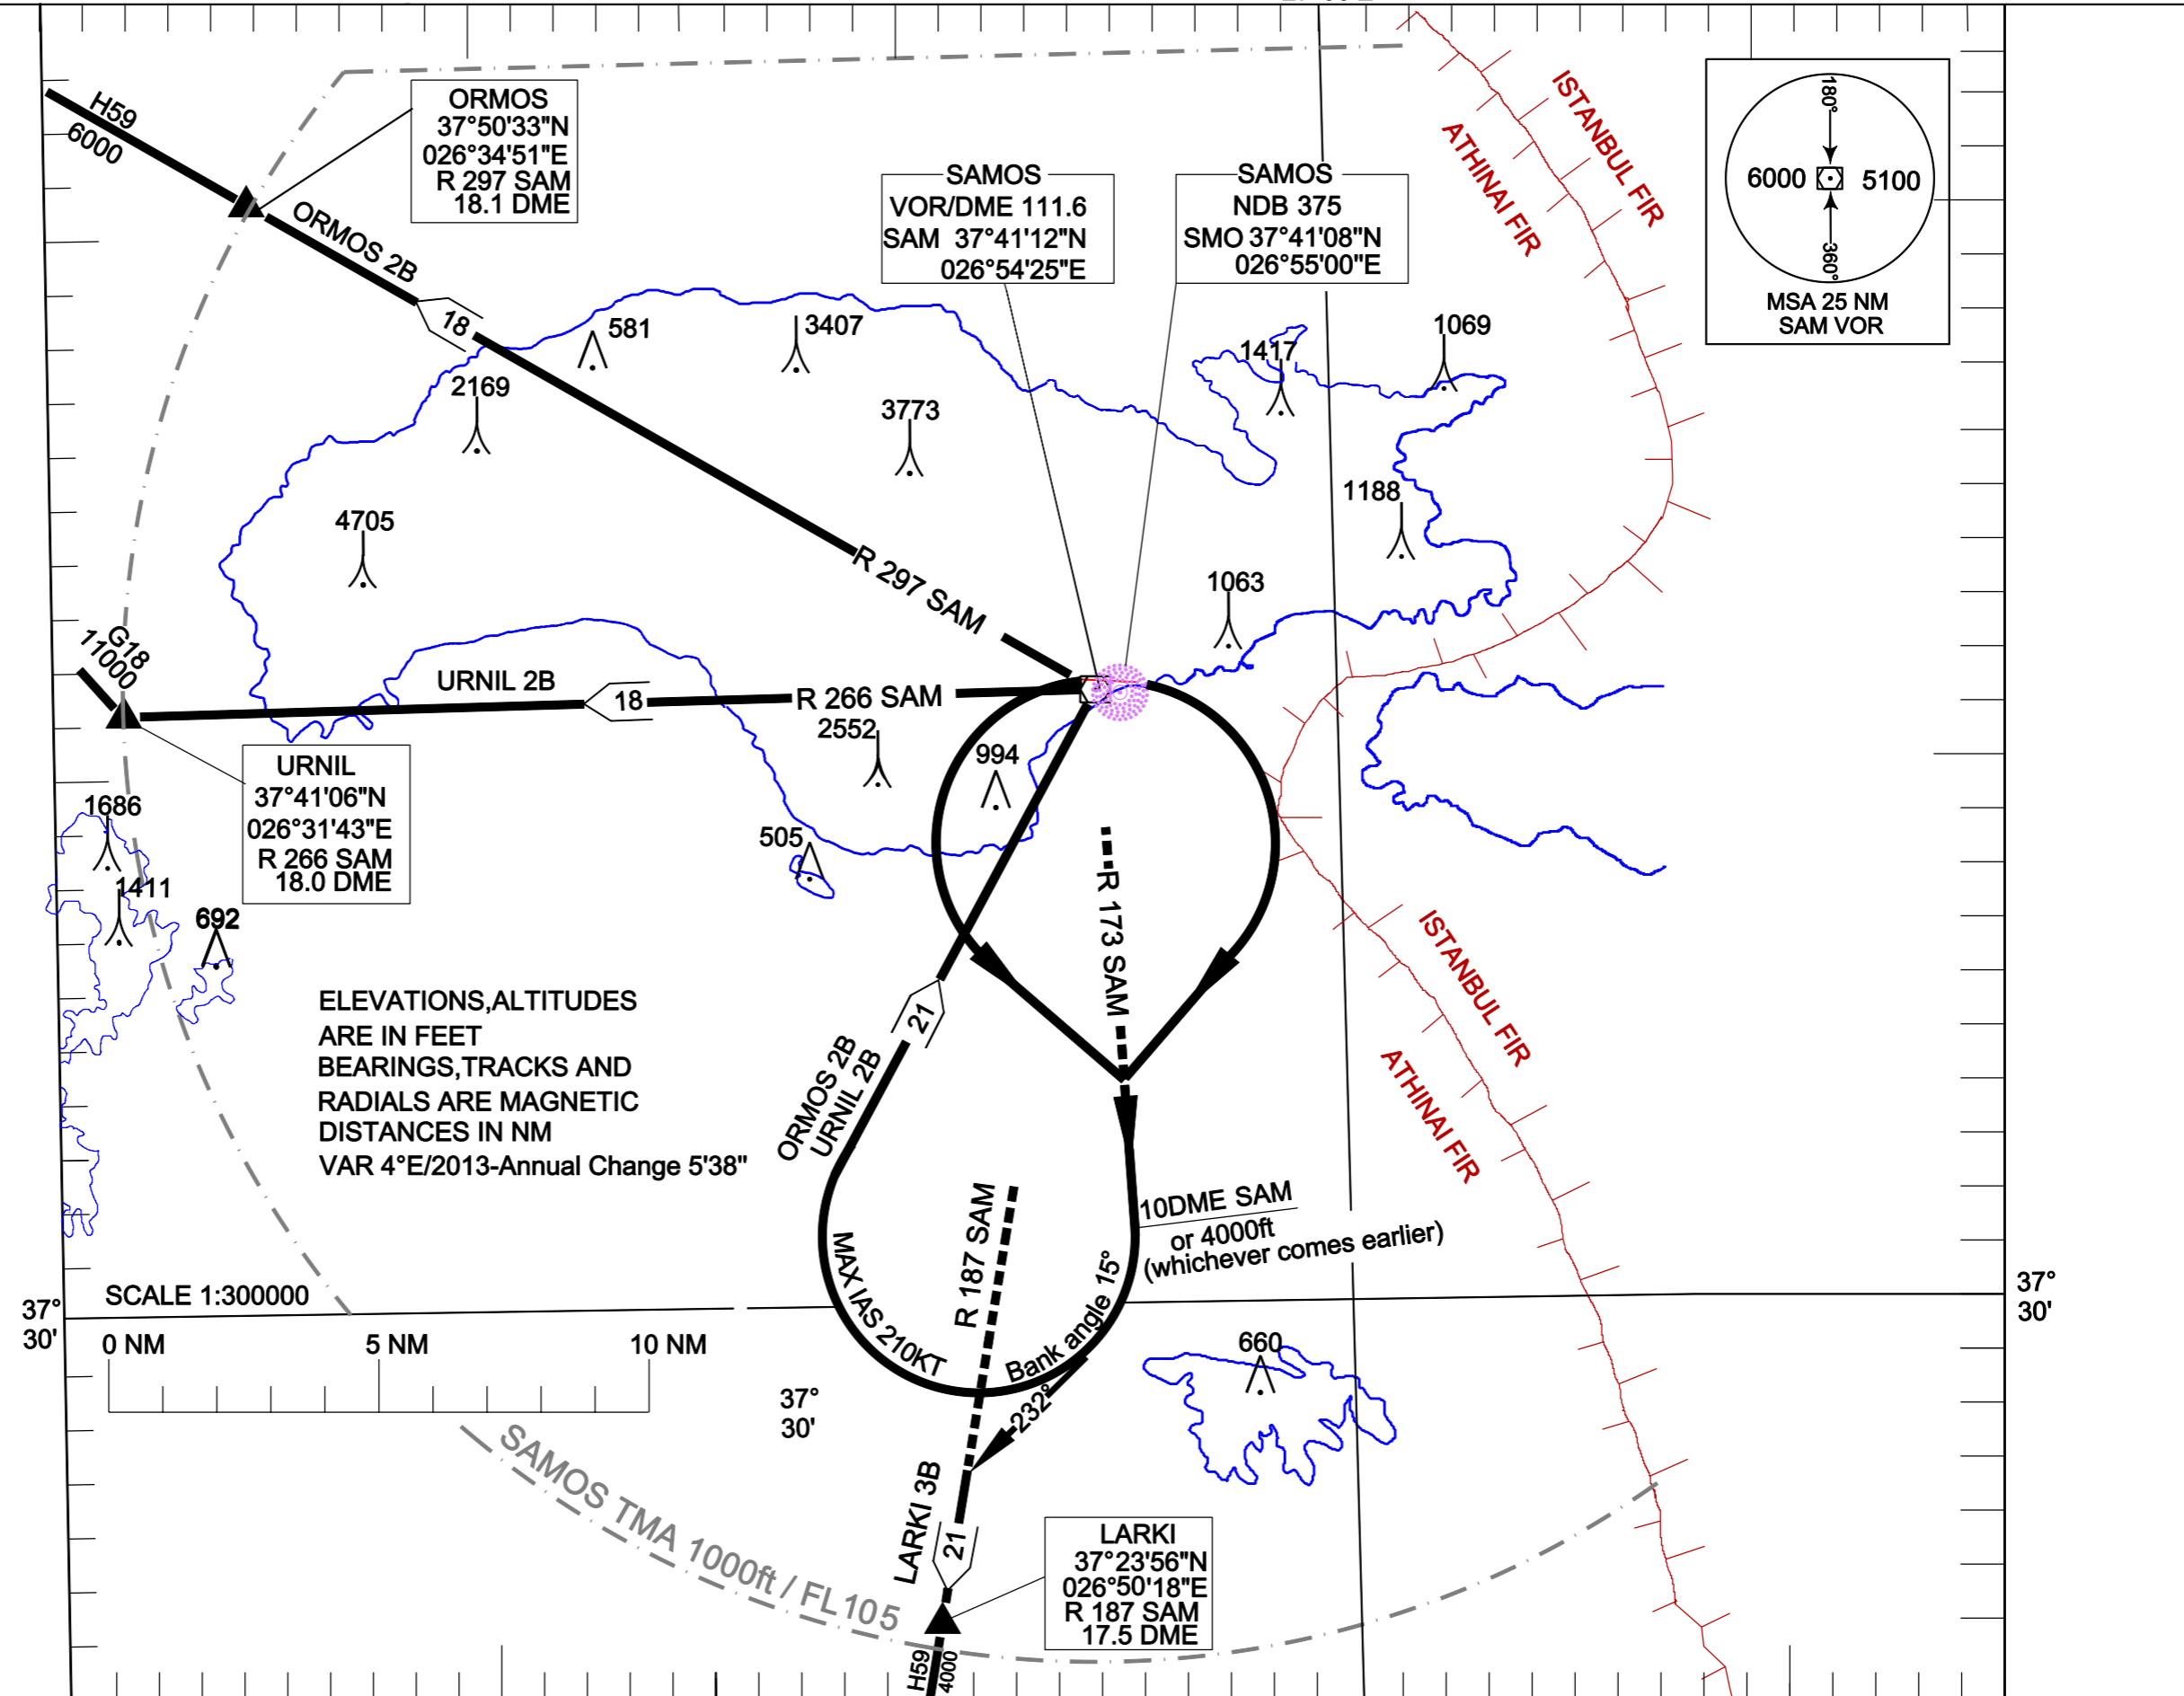 H59
6000
ORMOS
37°50'33"N
026°34'51"E
R 297 SAM
18.1 DME
ORMOS 2B
18
SAMOS
VOR/DME 111.6
SAM 37°41'12"N
026°54'25"E
SAMOS
NDB 375
SMO 37°41'08"N
026°55'00"E
ISTANBUL FIR
ATHINAI FIR
180°
6000
5100
360°
MSA 25 NM
SAM VOR
581
3407
1417
1069
2169
3773
4705
1188
R 297 SAM
1063
G18
11000
URNIL 2B
18
R 266 SAM
2552
994
URNIL
37°41'06"N
026°31'43"E
R 266 SAM
18.0 DME
1686
1411
692
505
R 173 SAM
ISTANBUL FIR
ATHINAI FIR
ELEVATIONS,ALTITUDES
ARE IN FEET
BEARINGS,TRACKS AND
RADIALS ARE MAGNETIC
DISTANCES IN NM
VAR 4°E/2013-Annual Change 5'38"
21
ORMOS 2B
URNIL 2B
R 187 SAM
10DME SAM
or 4000ft
(whichever comes earlier)
MAX IAS 210KT
Bank angle 15°
232°
SCALE 1:300000
37°
30'
0 NM
5 NM
10 NM
37°
30'
37°
30'
660
SAMOS TMA 1000ft / FL105
LARKI 3B
21
LARKI
37°23'56"N
026°50'18"E
R 187 SAM
17.5 DME
H59
4000